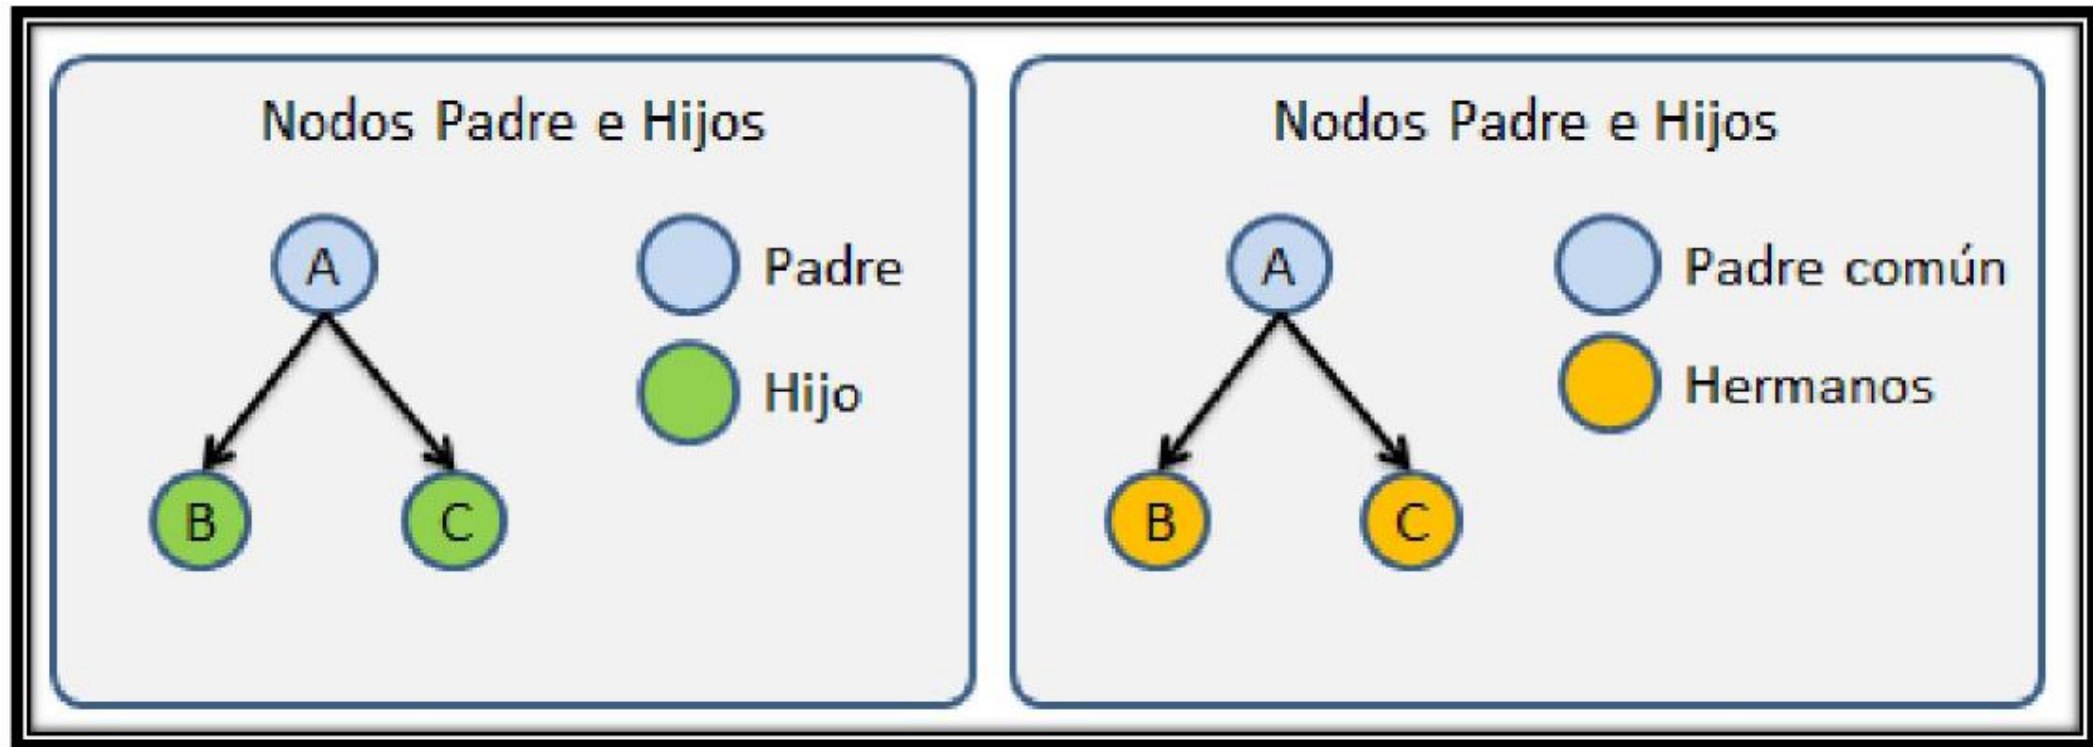 Nodos Padre e Hijos
A
Padre
Hijo
B
C
Nodos Padre e Hijos
A
Padre común
Hermanos
B
C